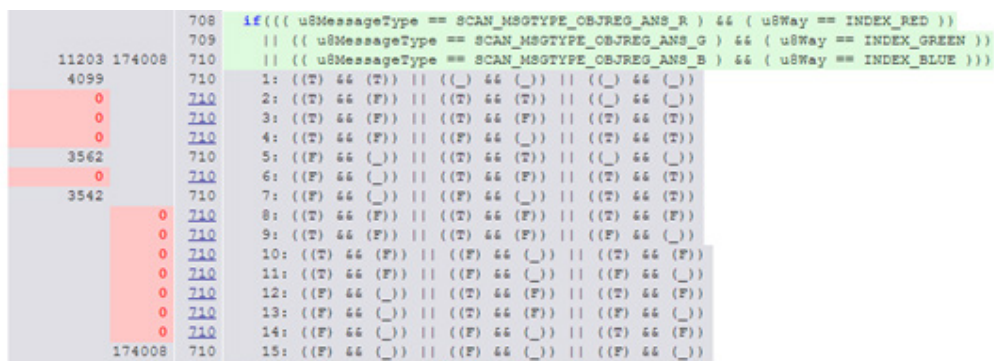 708 if((( u8MessageType == SCAN_MSGTYPE_OBJREG_ANS_R ) && ( u8Way == INDEX_RED ))
709 || (( u8MessageType == SCAN_MSGTYPE_OBJREG_ANS_G ) && ( u8Way == INDEX_GREEN ))
11203 174008 710 || (( u8MessageType == SCAN_MSGTYPE_OBJREG_ANS_B ) && ( u8Way == INDEX_BLUE )))
4099 710 1: ((T) && (T)) || ((_) && (_)) || ((_) && (_))
0 710 2: ((T) && (F)) || ((T) && (T)) || ((_) && (_))
0 710 3: ((T) && (F)) || ((T) && (F)) || ((T) && (T))
0 710 4: ((T) && (F)) || ((F) && (_)) || ((T) && (T))
3562 710 5: ((F) && (_)) || ((T) && (T)) || ((_) && (_))
0 710 6: ((F) && (_)) || ((T) && (F)) || ((T) && (T))
3542 710 7: ((F) && (_)) || ((F) && (_)) || ((T) && (T))
0 710 8: ((T) && (F)) || ((T) && (F)) || ((T) && (F))
0 710 9: ((T) && (F)) || ((T) && (F)) || ((F) && (_))
0 710 10: ((T) && (F)) || ((F) && (_)) || ((T) && (F))
0 710 11: ((T) && (F)) || ((F) && (_)) || ((F) && (_))
0 710 12: ((F) && (_)) || ((T) && (F)) || ((T) && (F))
0 710 13: ((F) && (_)) || ((T) && (F)) || ((F) && (_))
0 710 14: ((F) && (_)) || ((F) && (_)) || ((T) && (F))
174008 710 15: ((F) && (_)) || ((F) && (_)) || ((F) && (_))